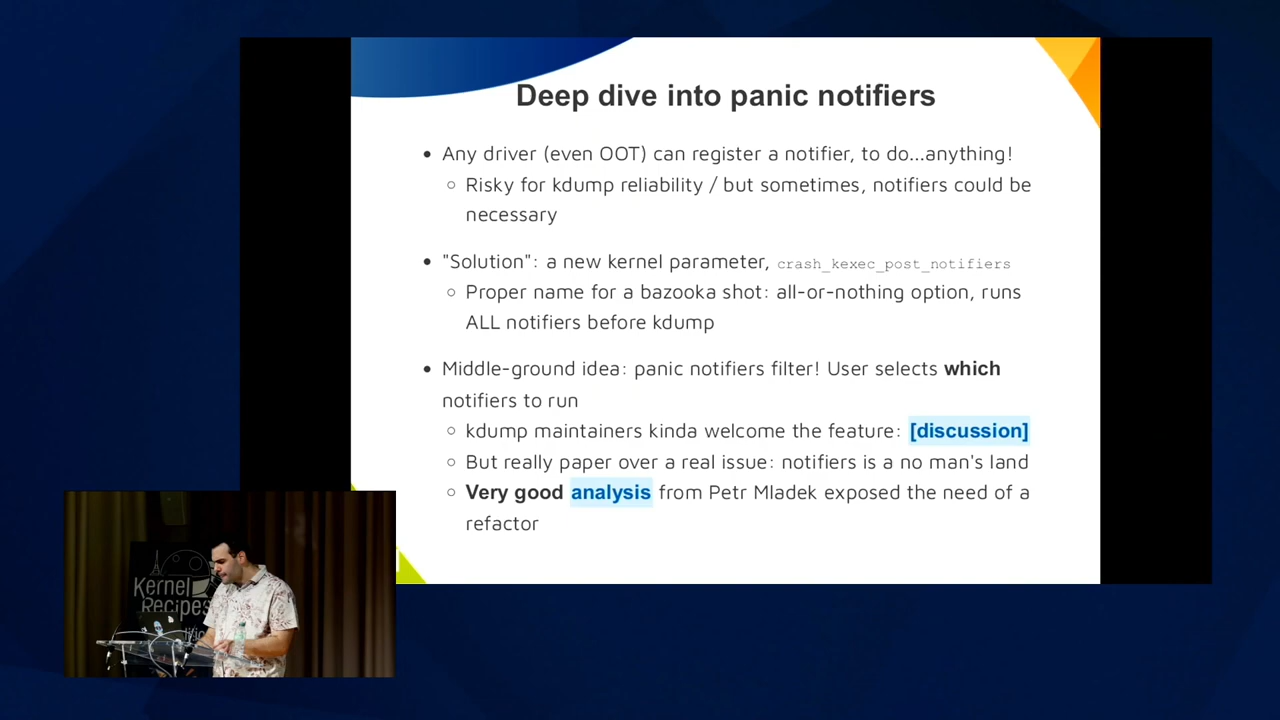 Deep dive into panic notifiers
• Any driver (even OOT) can register a notifier, to do...anything!
○ Risky for kdump reliability / but sometimes, notifiers could be
necessary
• "Solution": a new kernel parameter, crash_kexec_post_notifiers
○ Proper name for a bazooka shot: all-or-nothing option, runs
ALL notifiers before kdump
• Middle-ground idea: panic notifiers filter! User selects which
notifiers to run
○ kdump maintainers kinda welcome the feature: [discussion]
○ But really paper over a real issue: notifiers is a no man's land
○ Very good analysis from Petr Mladek exposed the need of a
refactor
Kernel
Recipes